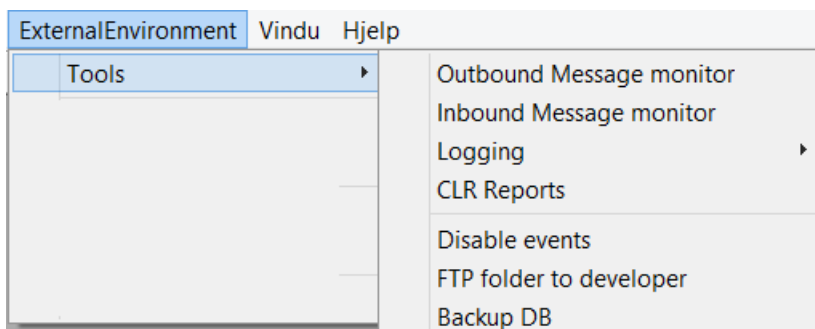 ExternalEnvironment Vindu Hjelp
Tools
Outbound Message monitor
Inbound Message monitor
Logging
CLR Reports
Disable events
FTP folder to developer
Backup DB